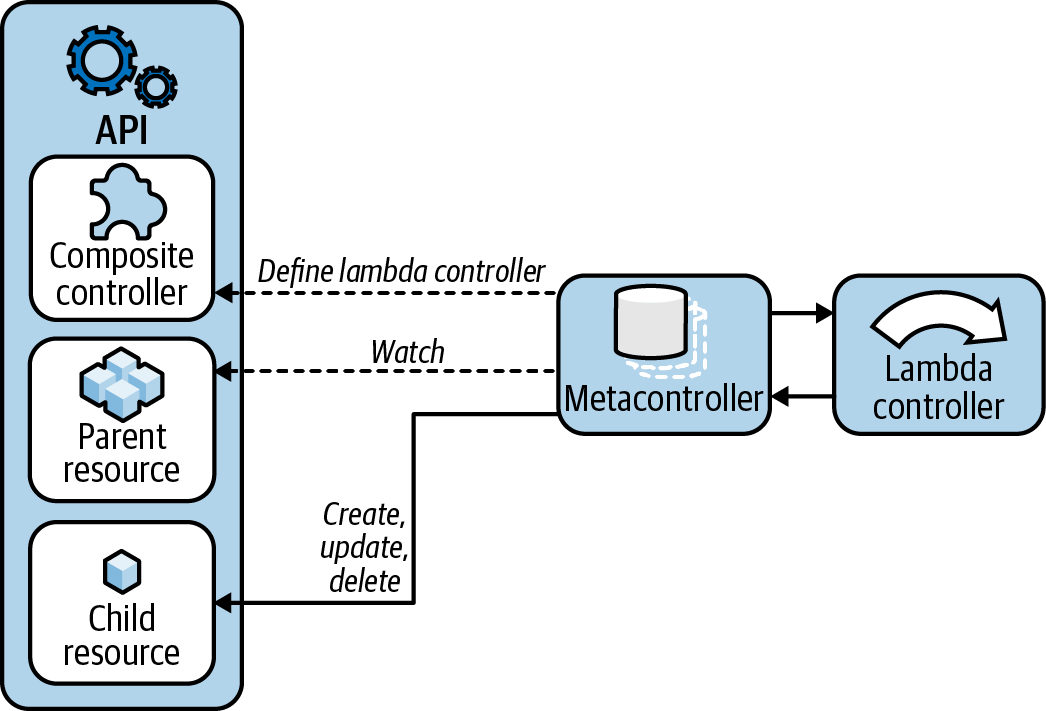 API
Composite
controller
Define lambda controller
Watch
Parent
resource
Create,
update,
delete
Child
resource
Metacontroller
Lambda
controller